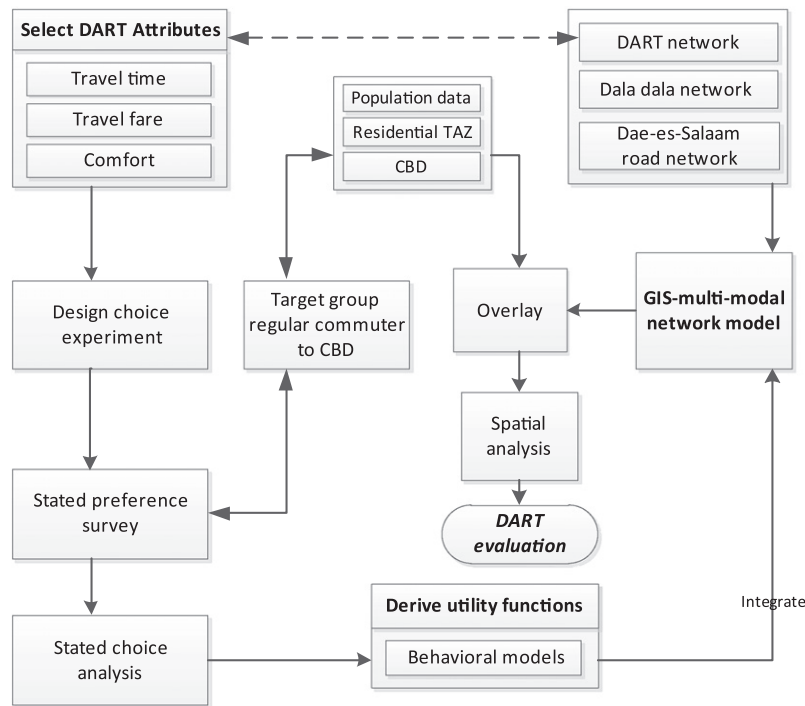 Select DART Attributes
Travel time
Travel fare
Comfort
DART network
Dala dala network
Dae-es-Salaam
road network
Population data
Residential TAZ
CBD
Design choice
experiment
Target group
regular commuter
to CBD
Overlay
GIS-multi-modal
network model
Spatial
analysis
Stated preference
survey
DART
evaluation
Derive utility functions
Behavioral models
Integrate
Stated choice
analysis